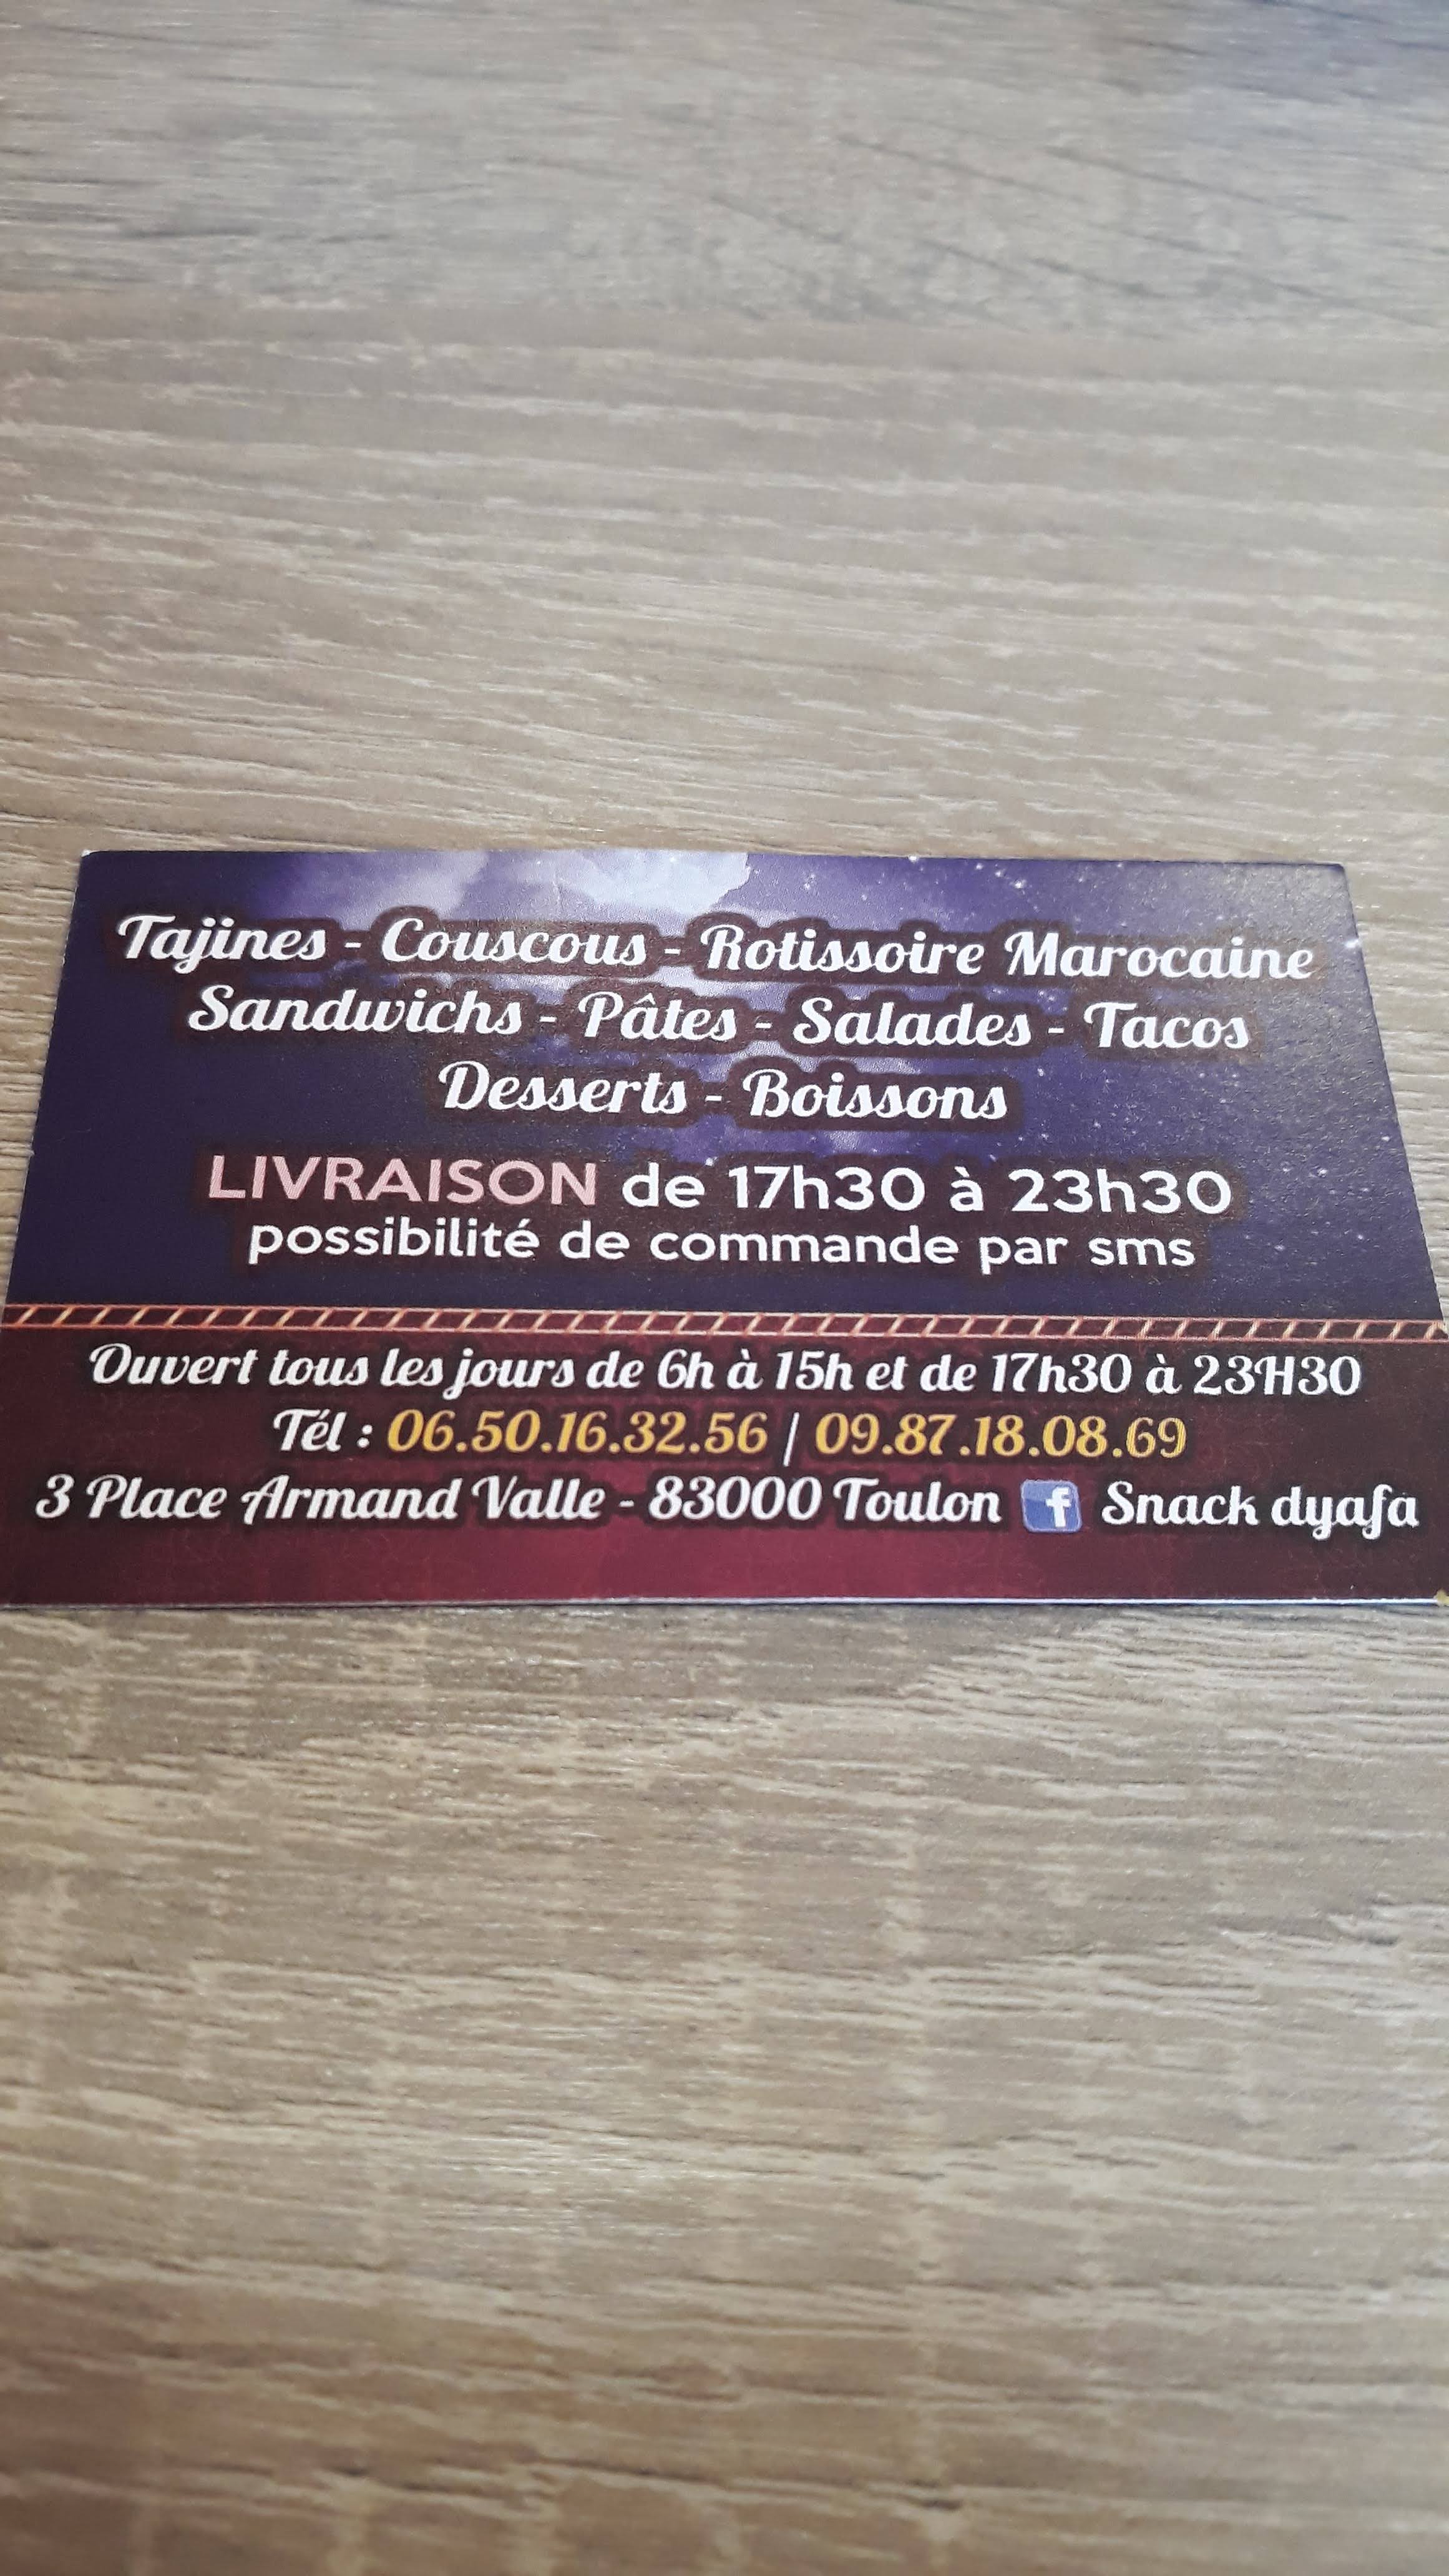 Tajines - Couscous - Rotissoire Marocaine
Sandwichs - Pâtes - Salades - Tacos
Desserts - Boissons
LIVRAISON de 17h30 à 23h30
possibilité de commande par sms
Ouvert tous les jours de 6h à 15h et de 17h30 à 23H30
Tél : 06.50.16.32.56 | 09.87.18.08.69
3 Place Armand Valle - 83000 Toulon f Snack dyafa